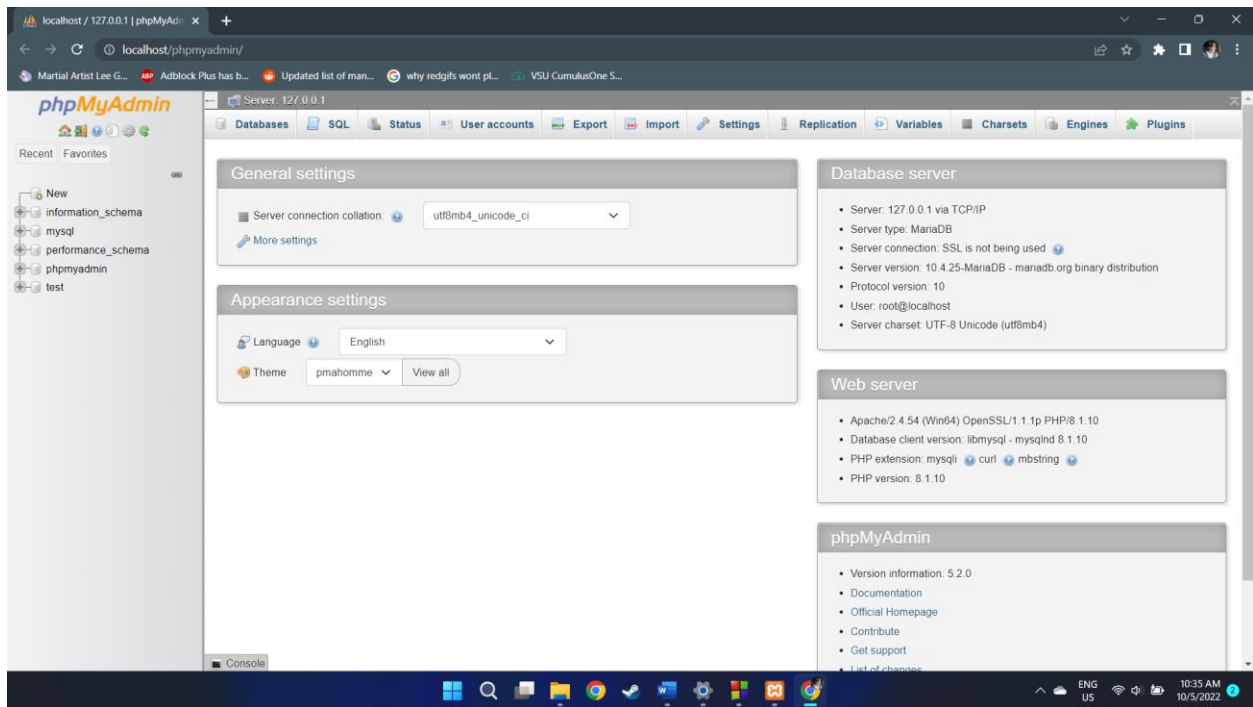 localhost / 127.0.0.1 | phpMyAdn
localhost/phpmyadmin/
Martial Artist Lee G...
ABP
Adblock Plus has b...
Updated list of man...
why redgifs wont pl...
VSU CumulusOne S...
phpMyAdmin
Recent Favorites
New
information_schema
mysql
performance_schema
phpmyadmin
test
Server: 127.0.0.1
Databases SQL Status User accounts Export Import Settings Replication Variables Charsets Engines Plugins
General settings
Server connection collation: utf8mb4_unicode_ci
More settings
Appearance settings
Language English
Theme pmahomme View all
Database server
Server: 127.0.0.1 via TCP/IP
Server type: MariaDB
Server connection: SSL is not being used
Server version: 10.4.25-MariaDB - mariadb.org binary distribution
Protocol version: 10
User: root@localhost
Server charset: UTF-8 Unicode (utf8mb4)
Web server
Apache/2.4.54 (Win64) OpenSSL/1.1.1p PHP/8.1.10
Database client version: libmysql - mysqlnd 8.1.10
PHP extension: mysqli curl mbstring
PHP version: 8.1.10
phpMyAdmin
Version information: 5.2.0
Documentation
Official Homepage
Contribute
Get support
List of changes
Console
ENG
US
10:35 AM
10/5/2022
2